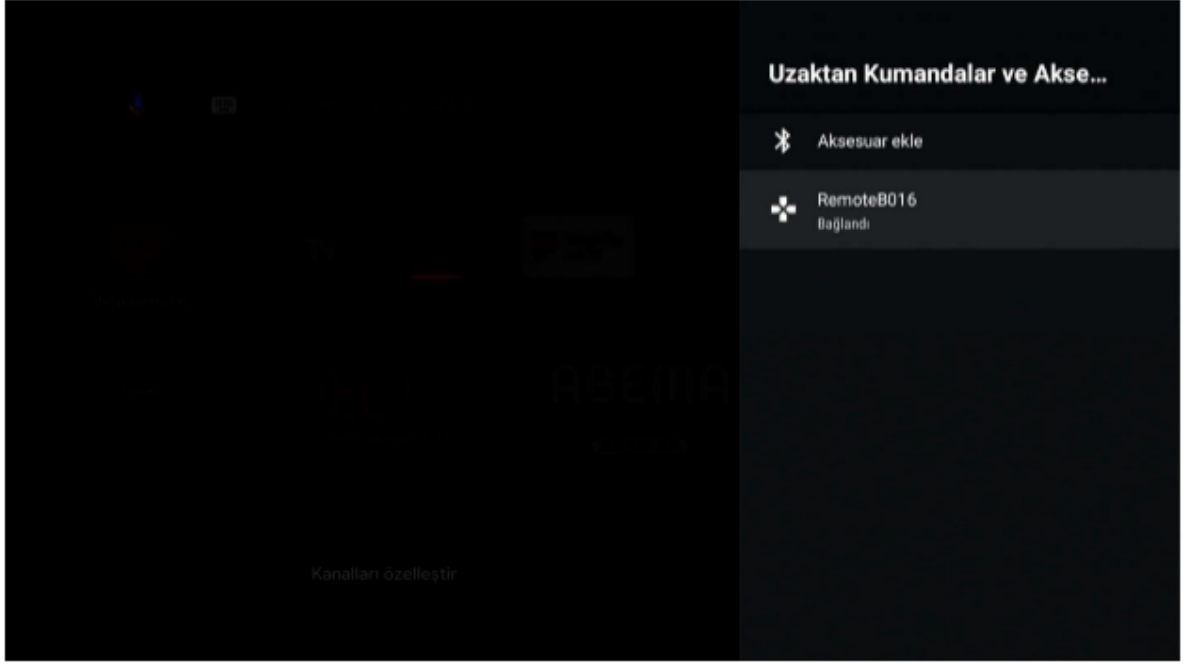 Uzaktan Kumandalar ve Akse...
Aksesuar ekle
RemoteB016
Bağlandı
ABEMA
Kanalları özelleştir